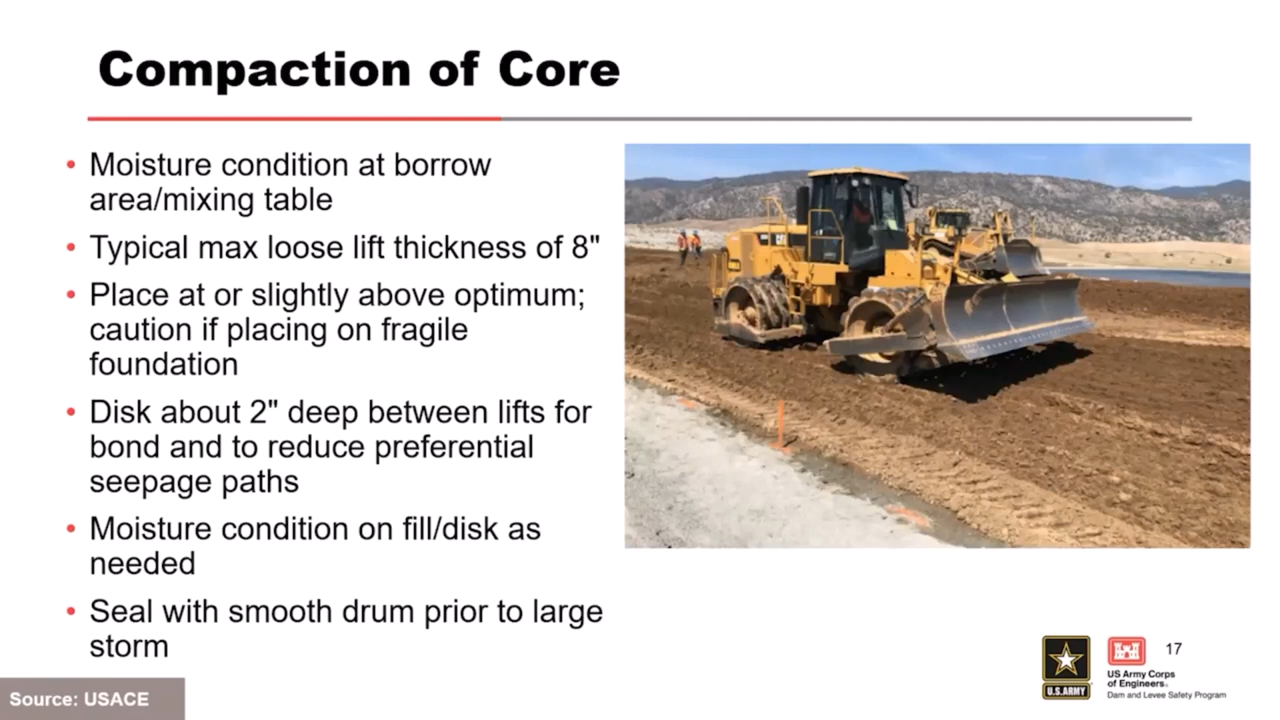 Compaction of Core
• Moisture condition at borrow
area/mixing table
• Typical max loose lift thickness of 8"
• Place at or slightly above optimum;
caution if placing on fragile
foundation
• Disk about 2" deep between lifts for
bond and to reduce preferential
seepage paths
• Moisture condition on fill/disk as
needed
• Seal with smooth drum prior to large
storm
CAT
U.S.ARMY
US Army Corps
of Engineers®
Dam and Levee Safety Program
17
Source: USACE